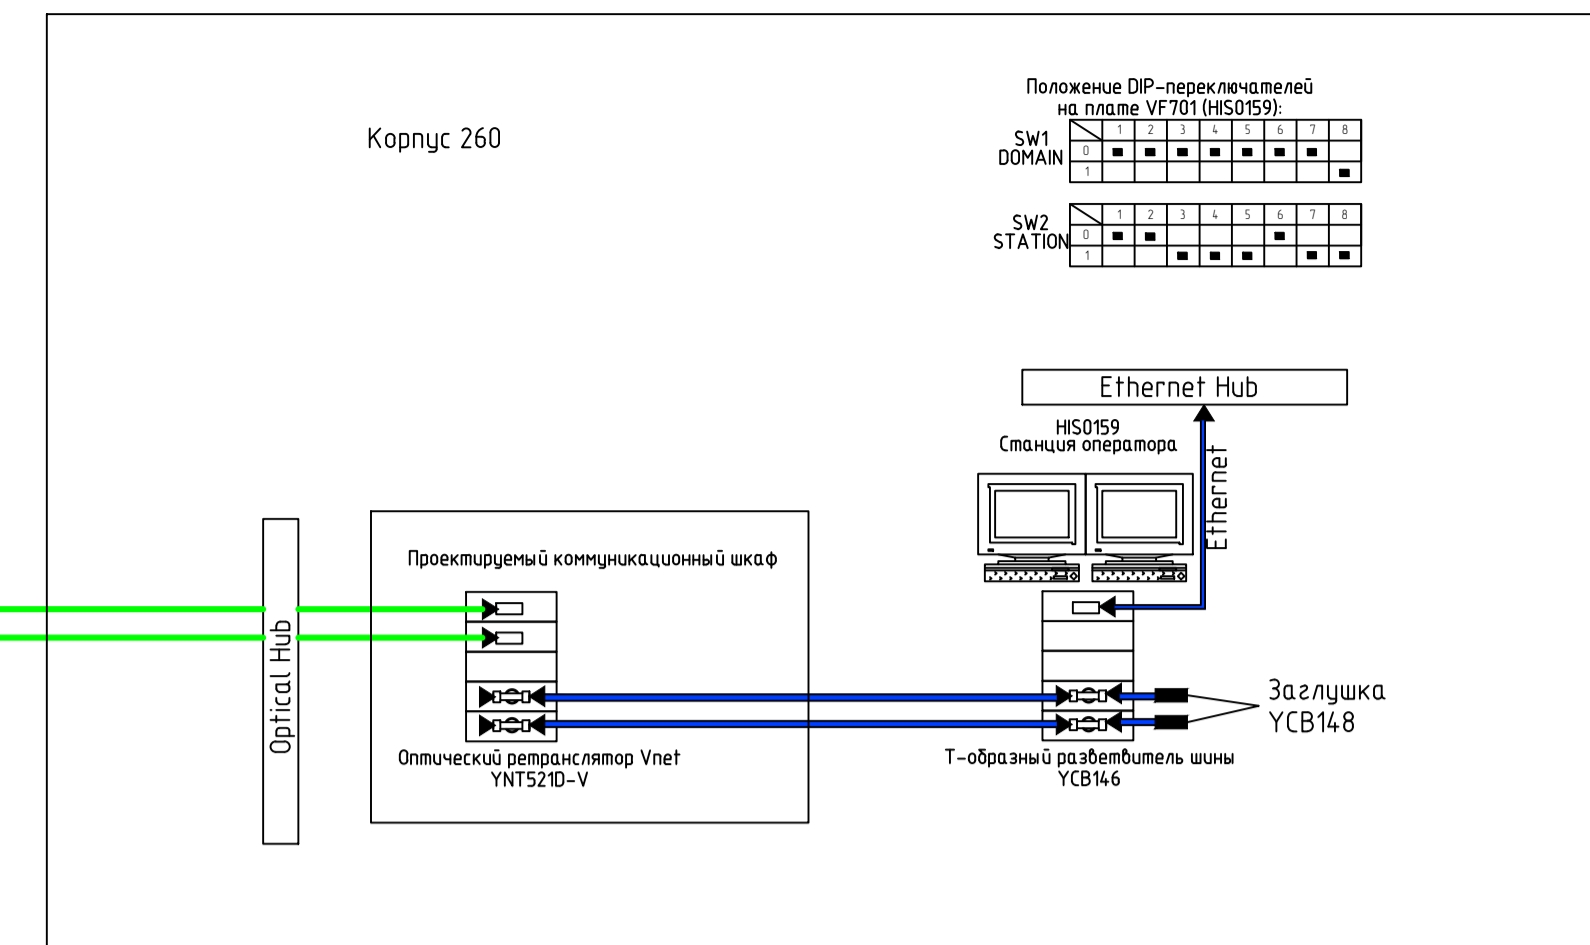 Корпус 260
Положение DIP-переключателей
на плате VF701 (HIS0159):
SW1
DOMAIN
1 2 3 4 5 6 7 8
0
1
SW2
STATION
1 2 3 4 5 6 7 8
0
1
Ethernet Hub
HIS0159
Станция оператора
Ethernet
Проектируемый коммуникационный шкаф
Optical Hub
Оптический ретранслятор Vnet
YNT521D-V
Т-образный разветвитель шины
YCB146
Заглушка
YCB148